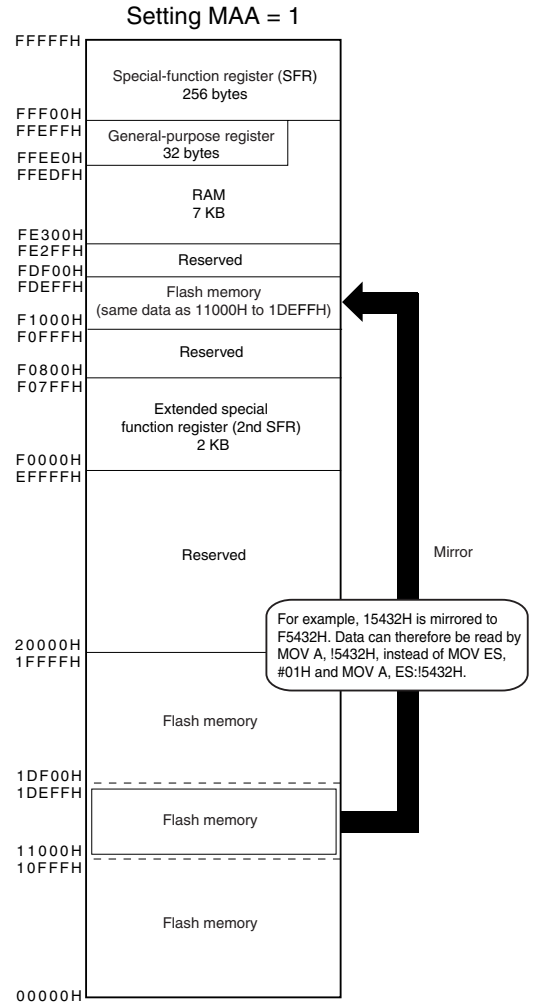 Setting MAA = 1
FFFFFH
Special-function register (SFR)
256 bytes
FFF00H
FFEFFH
General-purpose register
32 bytes
FFEE0H
FFEDFH
RAM
7 KB
FE300H
FE2FFH
Reserved
FDF00H
FDEFFH
Flash memory
(same data as 11000H to 1DEFFH)
F1000H
F0FFFH
Reserved
F0800H
F07FFH
Extended special
function register (2nd SFR)
2 KB
F0000H
EFFFFH
Reserved
Mirror
For example, 15432H is mirrored to
F5432H. Data can therefore be read by
MOV A, !5432H, instead of MOV ES,
#01H and MOV A, ES:!5432H.
20000H
1FFFFH
Flash memory
1DF00H
1DEFFH
Flash memory
11000H
10FFFH
Flash memory
00000H